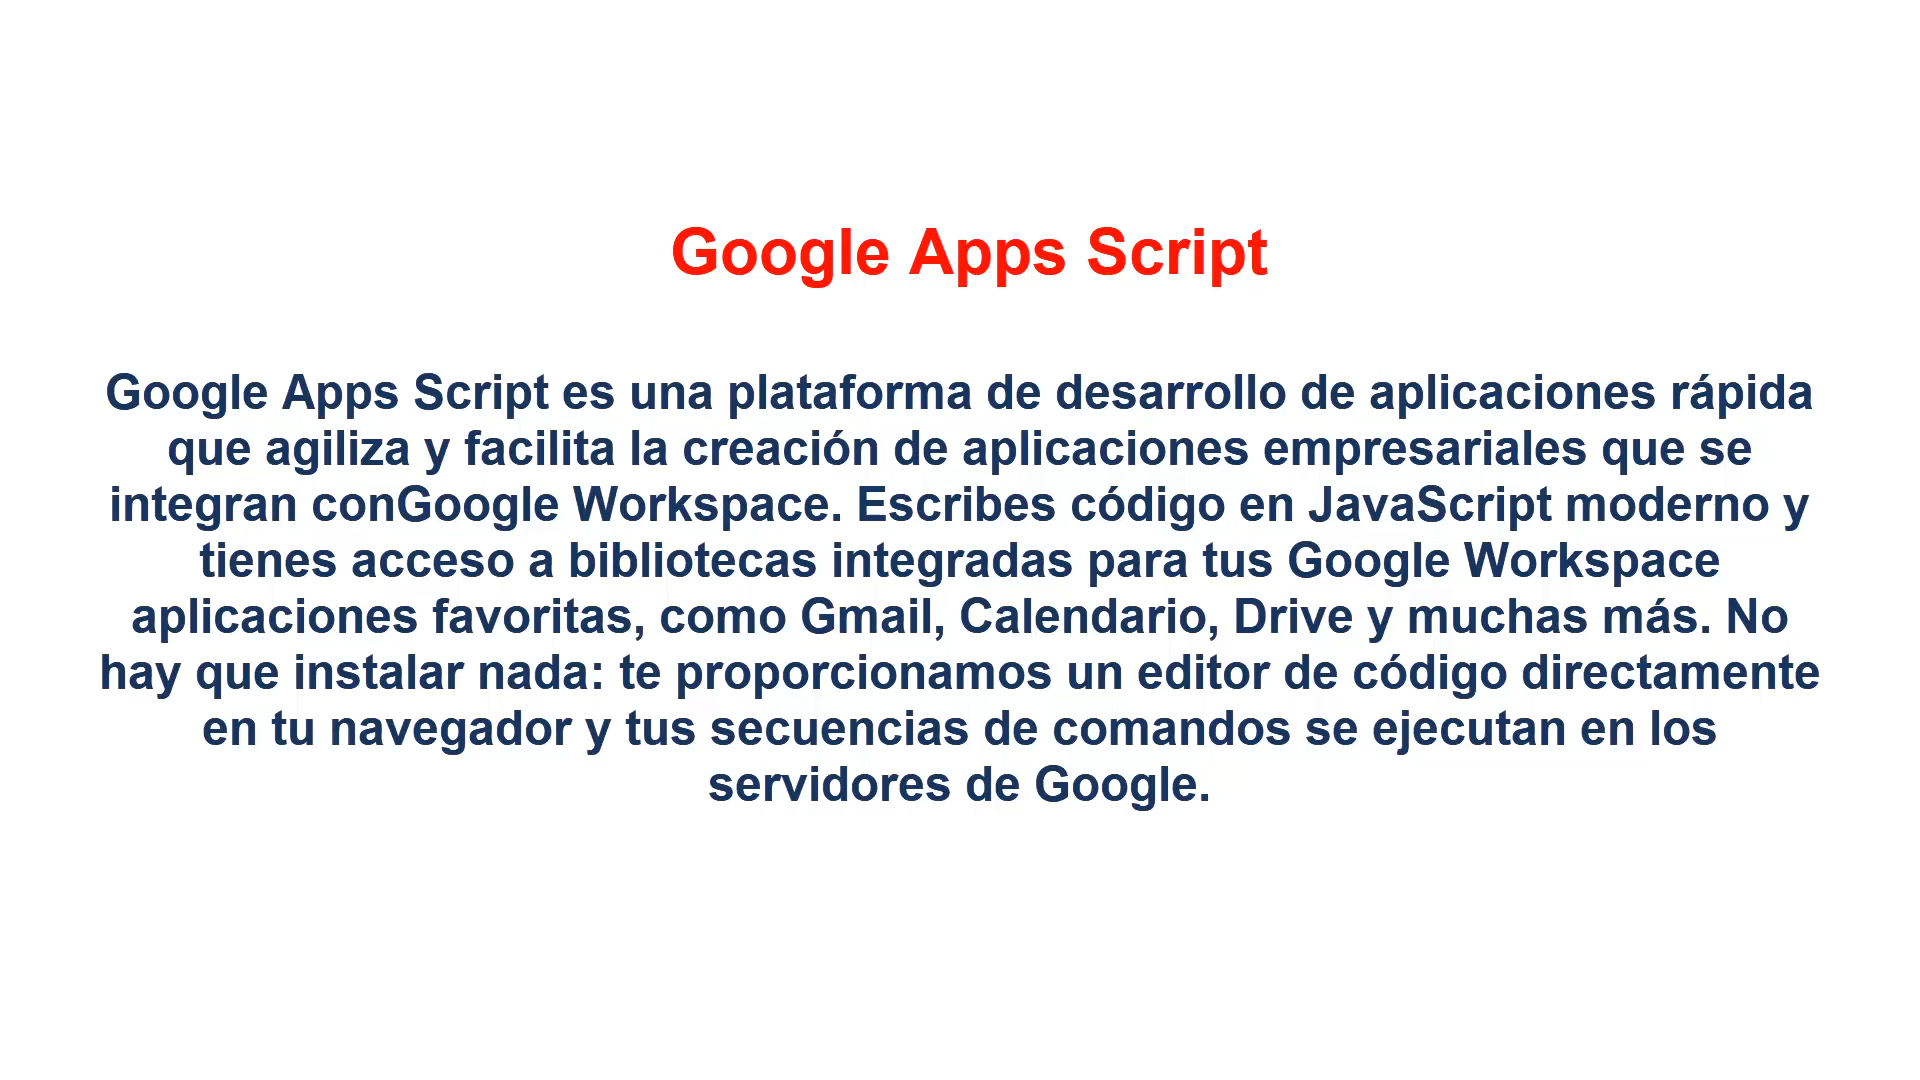 Google Apps Script
Google Apps Script es una plataforma de desarrollo de aplicaciones rápida
que agiliza y facilita la creación de aplicaciones empresariales que se
integran conGoogle Workspace. Escribes código en JavaScript moderno y
tienes acceso a bibliotecas integradas para tus Google Workspace
aplicaciones favoritas, como Gmail, Calendario, Drive y muchas más. No
hay que instalar nada: te proporcionamos un editor de código directamente
en tu navegador y tus secuencias de comandos se ejecutan en los
servidores de Google.